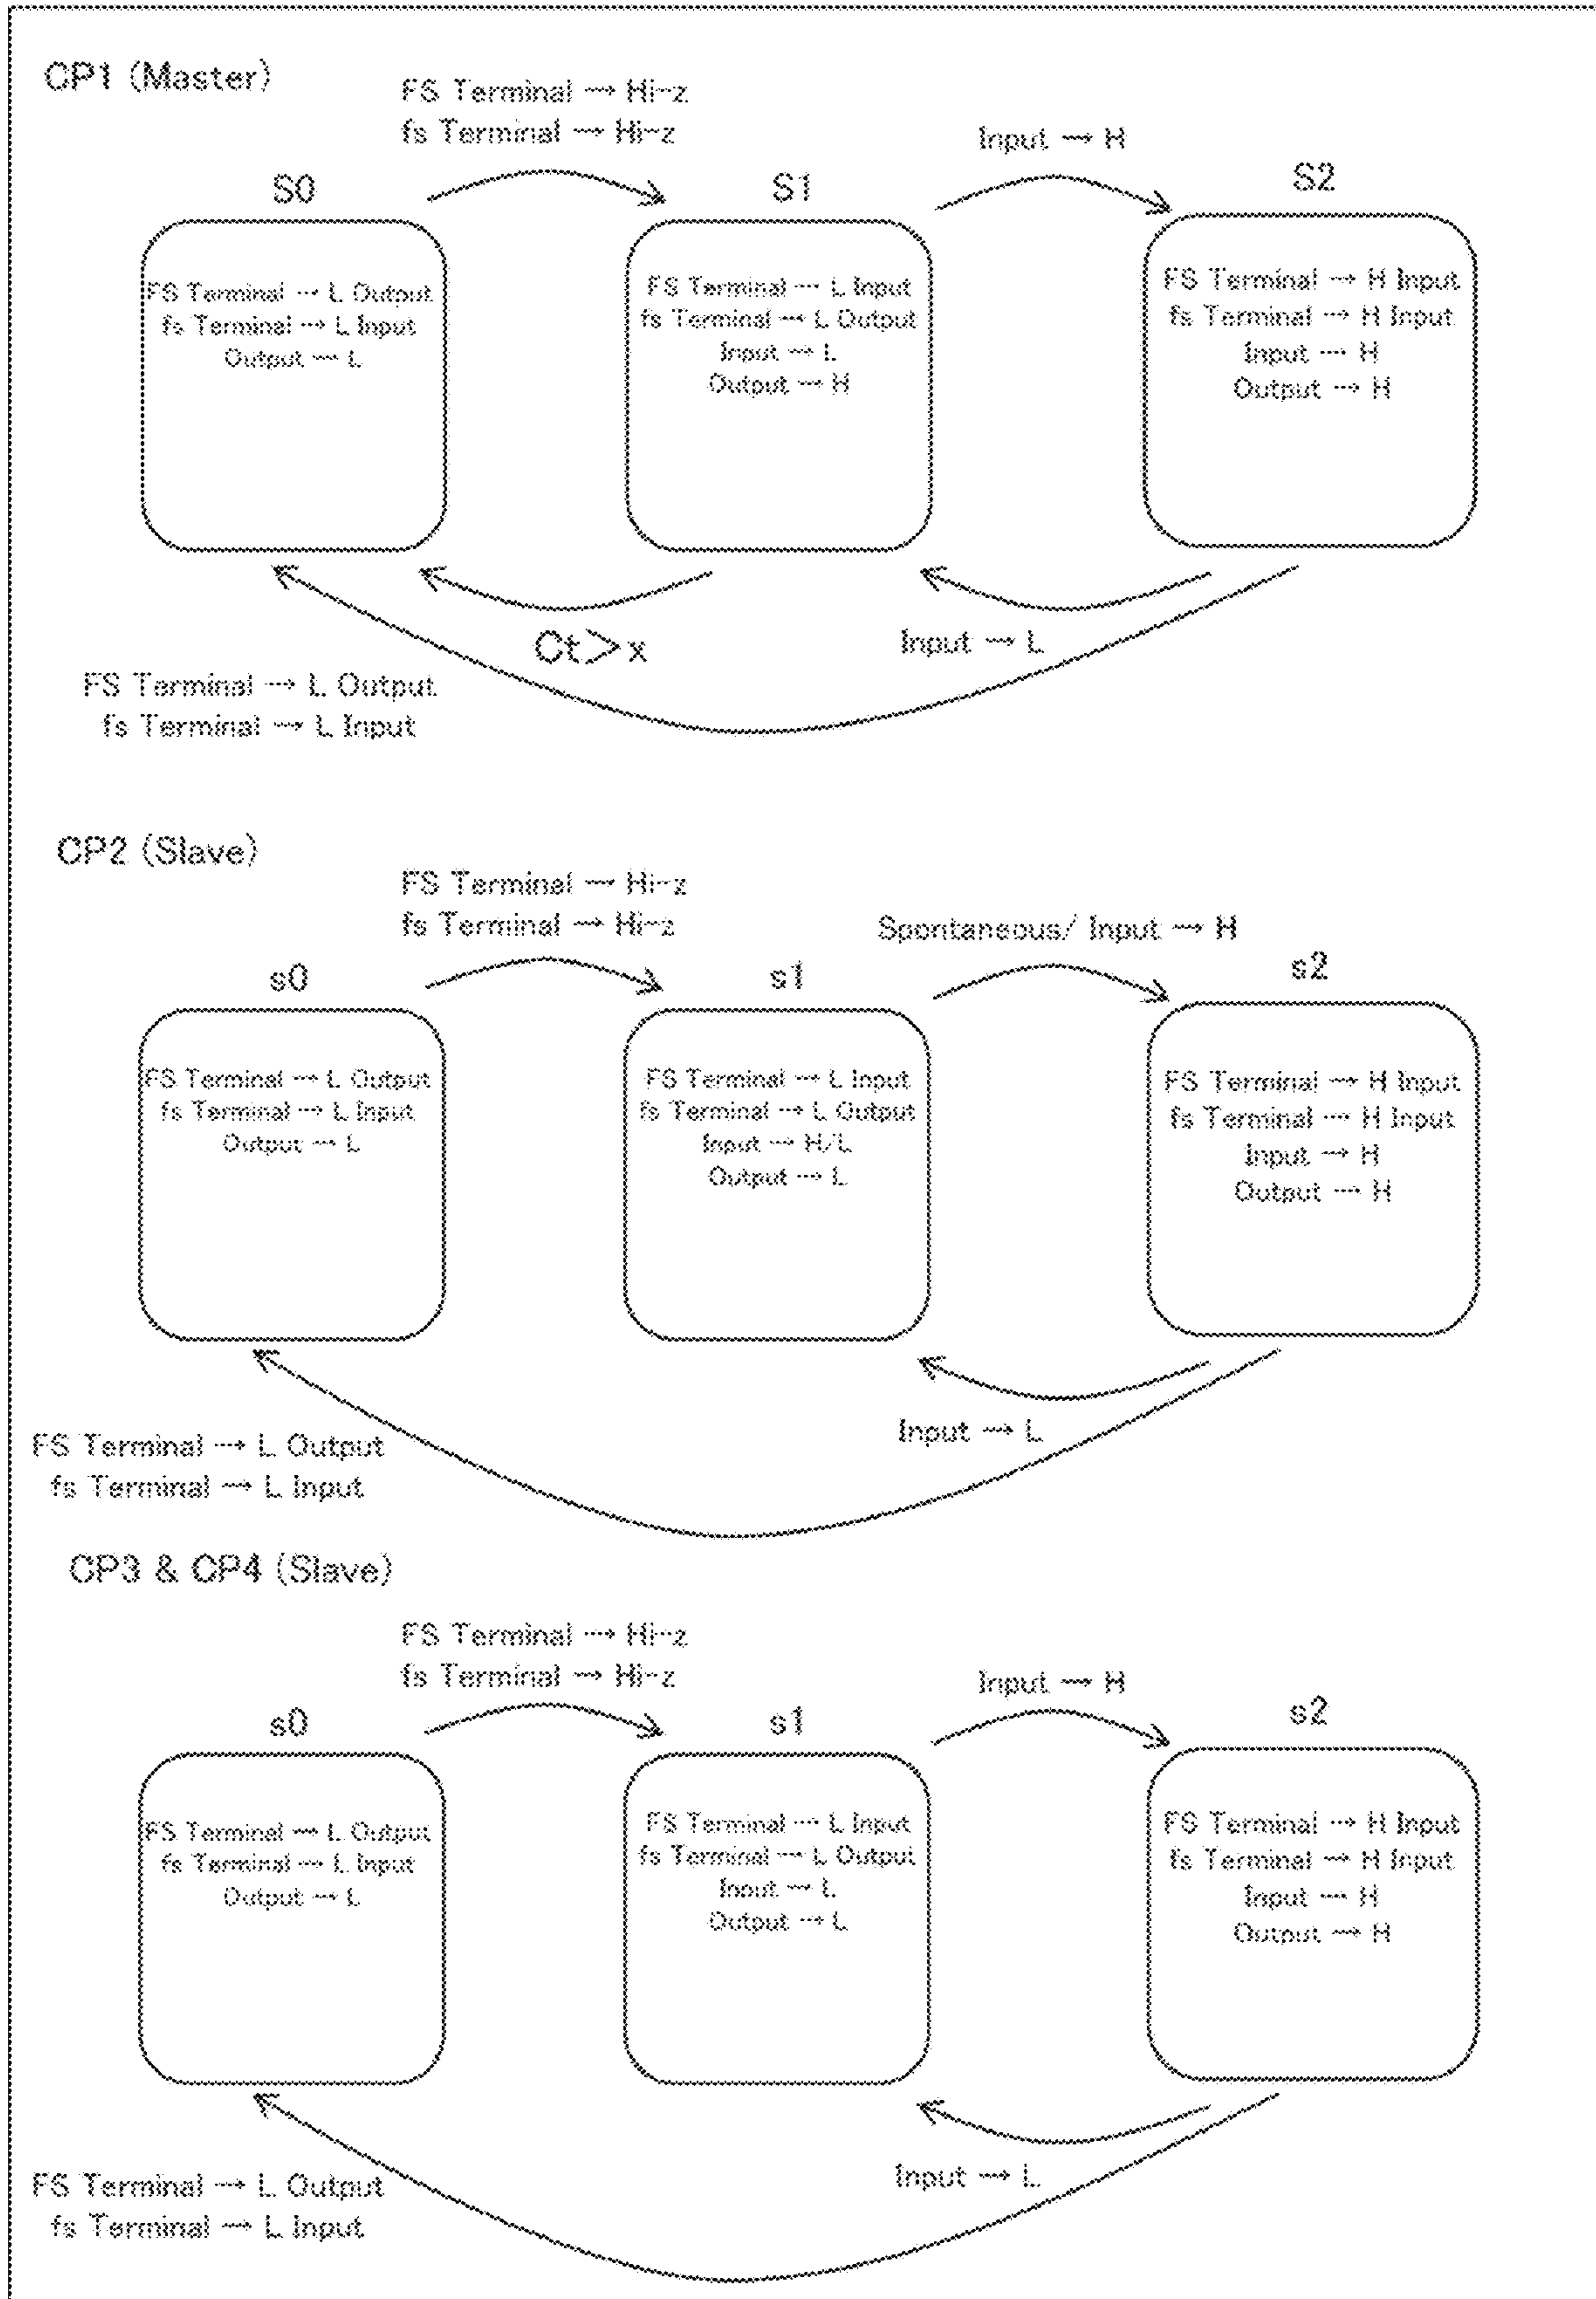 CP1 (Master)
FS Terminal → Hi-z
fs Terminal → Hi-z
Input → H
S0
S1
S2
FS Terminal → L Output
fs Terminal → L Input
Output → L
FS Terminal → L Input
fs Terminal → L Output
Input → L
Output → H
FS Terminal → H Input
fs Terminal → H Input
Input → H
Output → H
Ct>x
Input → L
FS Terminal → L Output
fs Terminal → L Input
CP2 (Slave)
FS Terminal → Hi-z
fs Terminal → Hi-z
Spontaneous/ Input → H
s0
s1
s2
FS Terminal → L Output
fs Terminal → L Input
Output → L
FS Terminal → L Input
fs Terminal → L Output
Input → H/L
Output → L
FS Terminal → H Input
fs Terminal → H Input
Input → H
Output → H
Input → L
FS Terminal → L Output
fs Terminal → L Input
CP3 & CP4 (Slave)
FS Terminal → Hi-z
fs Terminal → Hi-z
Input → H
s0
s1
s2
FS Terminal → L Output
fs Terminal → L Input
Output → L
FS Terminal → L Input
fs Terminal → L Output
Input → L
Output → L
FS Terminal → H Input
fs Terminal → H Input
Input → H
Output → H
Input → L
FS Terminal → L Output
fs Terminal → L Input